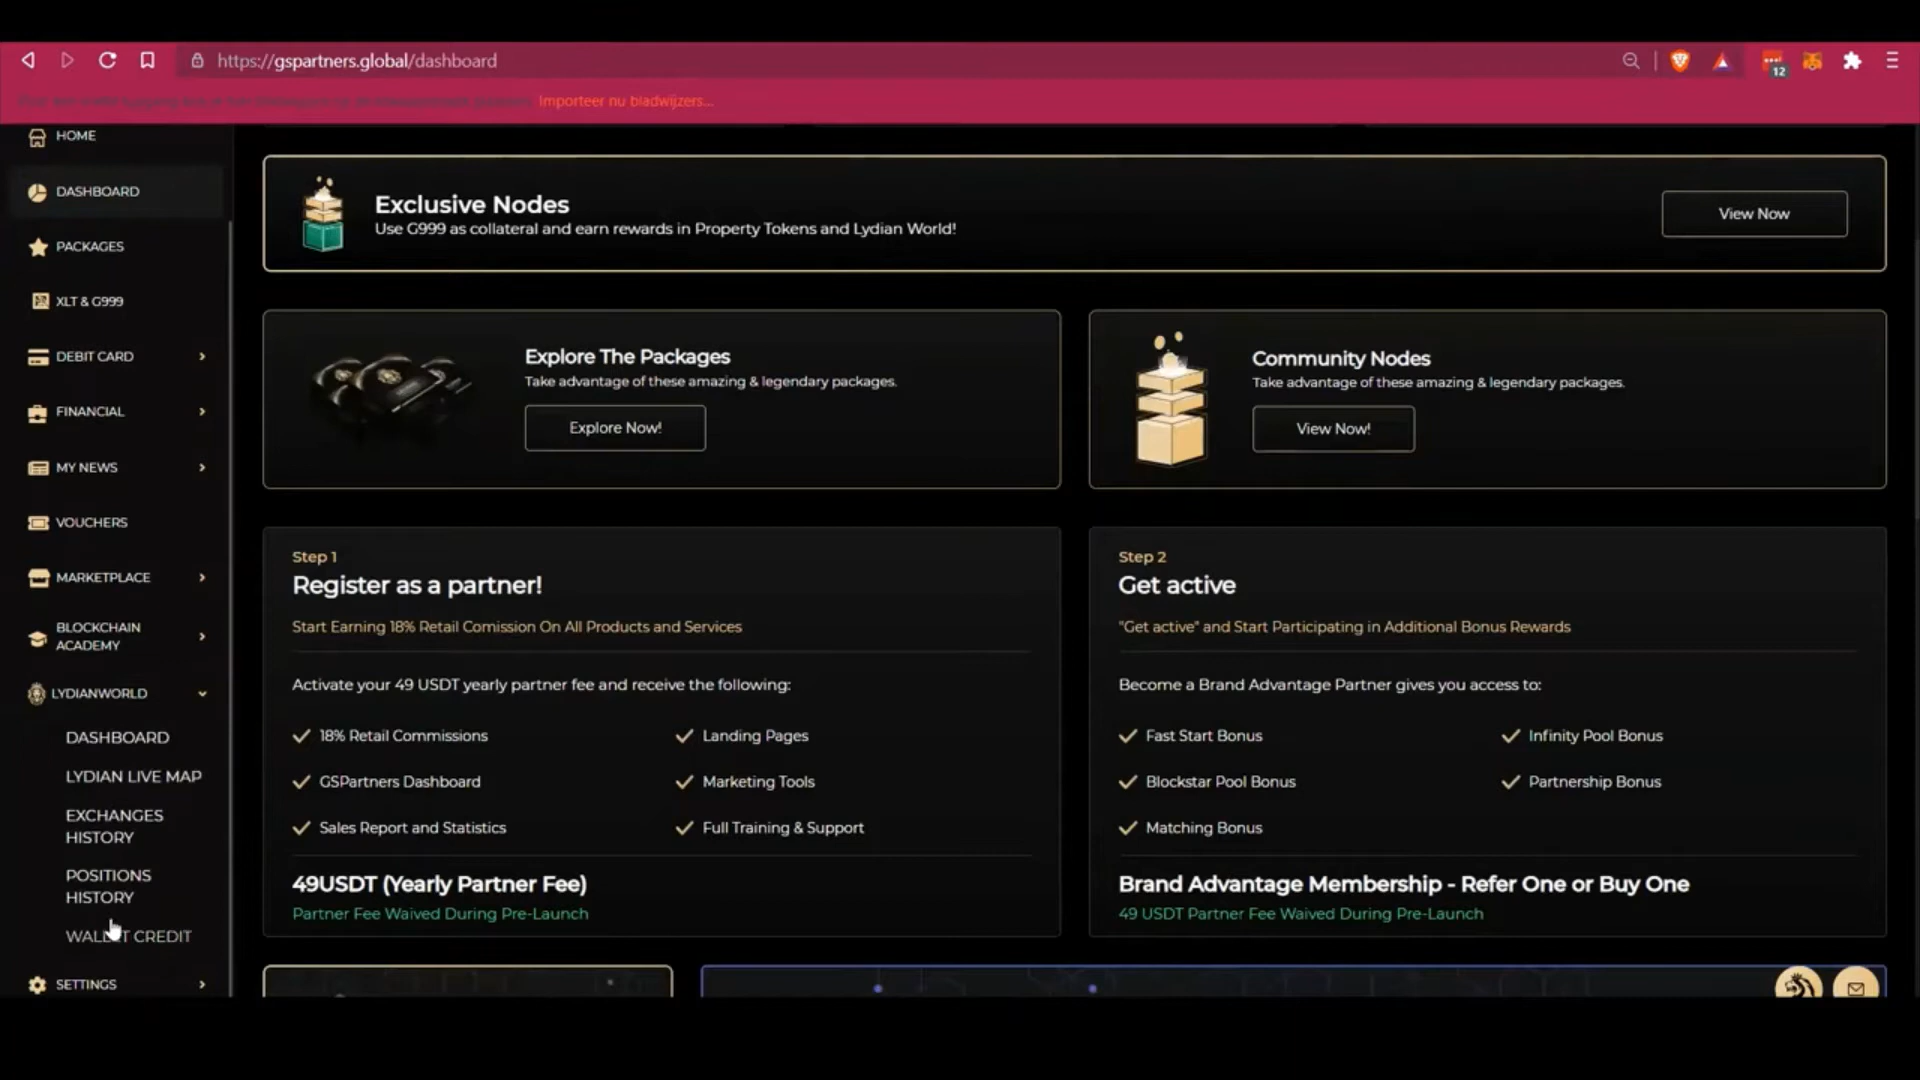 https://gspartners.global/dashboard
12
Importeer nu bladwijzers...
HOME
DASHBOARD
PACKAGES
XLT & G999
DEBIT CARD
FINANCIAL
MY NEWS
VOUCHERS
MARKETPLACE
BLOCKCHAIN
ACADEMY
LYDIANWORLD
DASHBOARD
LYDIAN LIVE MAP
EXCHANGES
HISTORY
POSITIONS
HISTORY
WALLET CREDIT
SETTINGS
Exclusive Nodes
Use G999 as collateral and earn rewards in Property Tokens and Lydian World!
View Now
Explore The Packages
Take advantage of these amazing & legendary packages.
Explore Now!
Community Nodes
Take advantage of these amazing & legendary packages.
View Now!
Step 1
Register as a partner!
Start Earning 18% Retail Comission On All Products and Services
Activate your 49 USDT yearly partner fee and receive the following:
18% Retail Commissions
Landing Pages
GSPartners Dashboard
Marketing Tools
Sales Report and Statistics
Full Training & Support
49USDT (Yearly Partner Fee)
Partner Fee Waived During Pre-Launch
Step 2
Get active
"Get active" and Start Participating in Additional Bonus Rewards
Become a Brand Advantage Partner gives you access to:
Fast Start Bonus
Infinity Pool Bonus
Blockstar Pool Bonus
Partnership Bonus
Matching Bonus
Brand Advantage Membership - Refer One or Buy One
49 USDT Partner Fee Waived During Pre-Launch